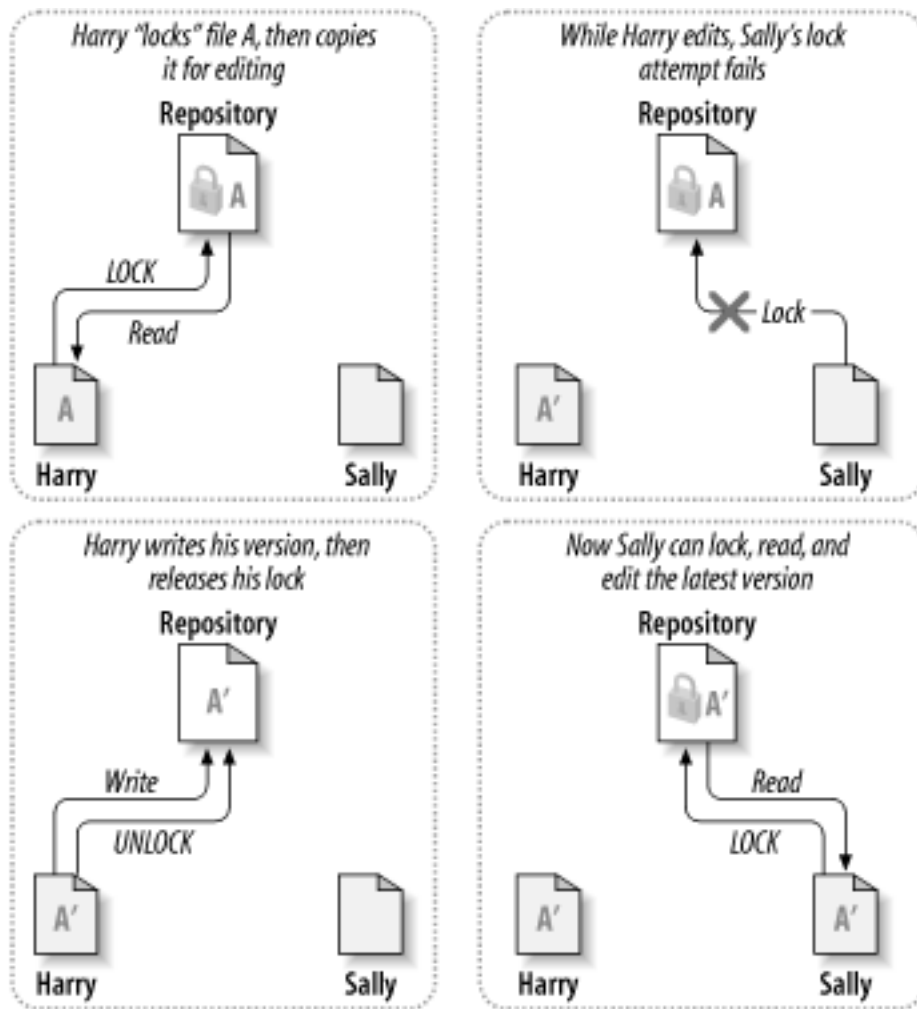 Harry “locks” file A, then copies
it for editing
Repository
A
LOCK
Read
A
Harry
Sally
While Harry edits, Sally’s lock
attempt fails
Repository
A
Lock
A′
Harry
Sally
Harry writes his version, then
releases his lock
Repository
A′
Write
UNLOCK
A′
Harry
Sally
Now Sally can lock, read, and
edit the latest version
Repository
A′
Read
LOCK
A′
A′
Harry
Sally